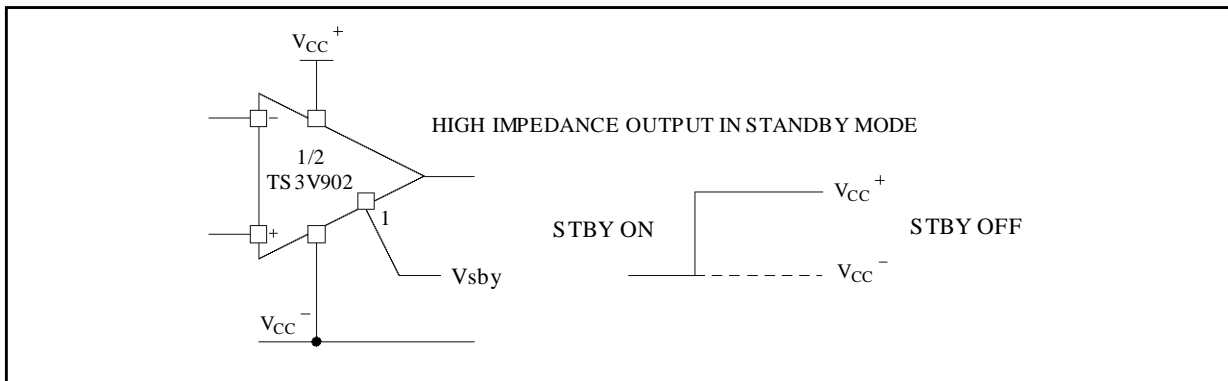 VCC +
−
HIGH IMPEDANCE OUTPUT IN STANDBY MODE
1/2
TS3V902
VCC +
1
+
STBY ON
STBY OFF
Vsby
VCC −
VCC −